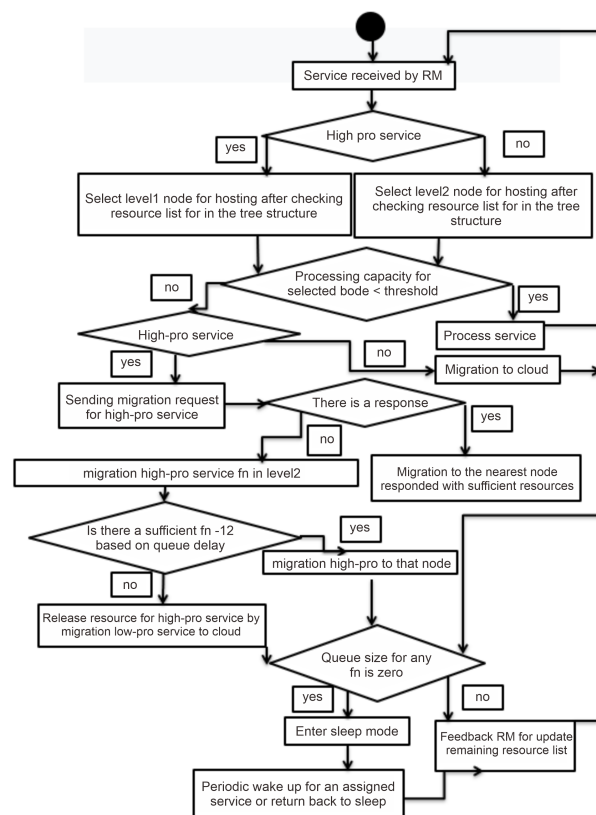 Service received by RM
High pro service
yes
no
Select level1 node for hosting after checking
resource list for in the tree structure
Select level2 node for hosting after
checking resource list for in the tree
structure
Processing capacity for
selected bode < threshold
no
yes
High-pro service
Process service
yes
no
Migration to cloud
Sending migration request
for high-pro service
There is a response
yes
no
migration high-pro service fn in level2
Migration to the nearest node
responded with sufficient resources
Is there a sufficient fn -12
based on queue delay
yes
migration high-pro to that node
no
Release resource for high-pro service by
migration low-pro service to cloud
Queue size for any
fn is zero
yes
no
Enter sleep mode
Feedback RM for update
remaining resource list
Periodic wake up for an assigned
service or return back to sleep